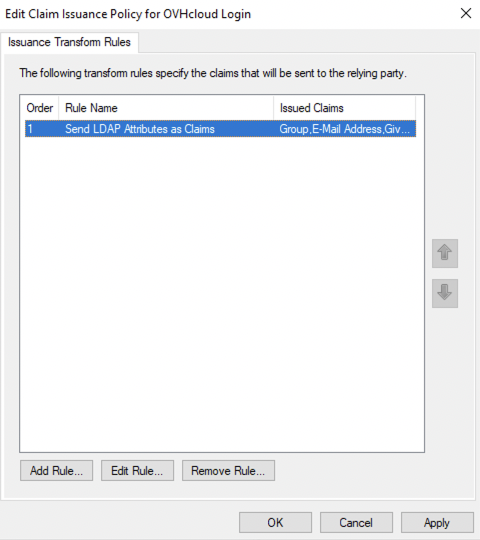 Edit Claim Issuance Policy for OVHcloud Login
Issuance Transform Rules
The following transform rules specify the claims that will be sent to the relying party.
Order Rule Name Issued Claims
1 Send LDAP Attributes as Claims Group,E-Mail Address,Giv...
Add Rule... Edit Rule... Remove Rule...
OK Cancel Apply